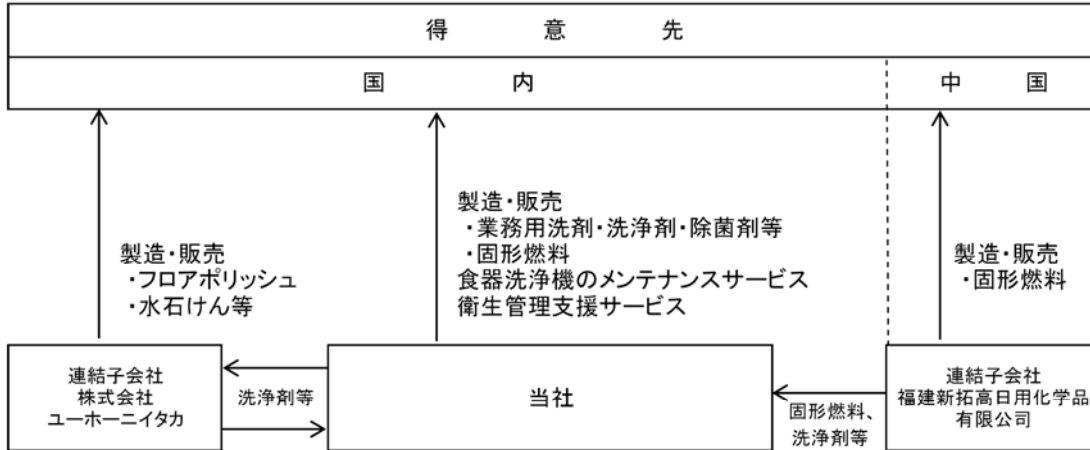 得意先
国内
中国
製造・販売
・フロアポリッシュ
・水石けん等
製造・販売
・業務用洗剤・洗浄剤・除菌剤等
・固形燃料
食器洗浄機のメンテナンスサービス
衛生管理支援サービス
製造・販売
・固形燃料
連結子会社
株式会社
ユーホーニイタカ
洗浄剤等
当社
固形燃料、
洗浄剤等
連結子会社
福建新拓高日用化学品
有限公司